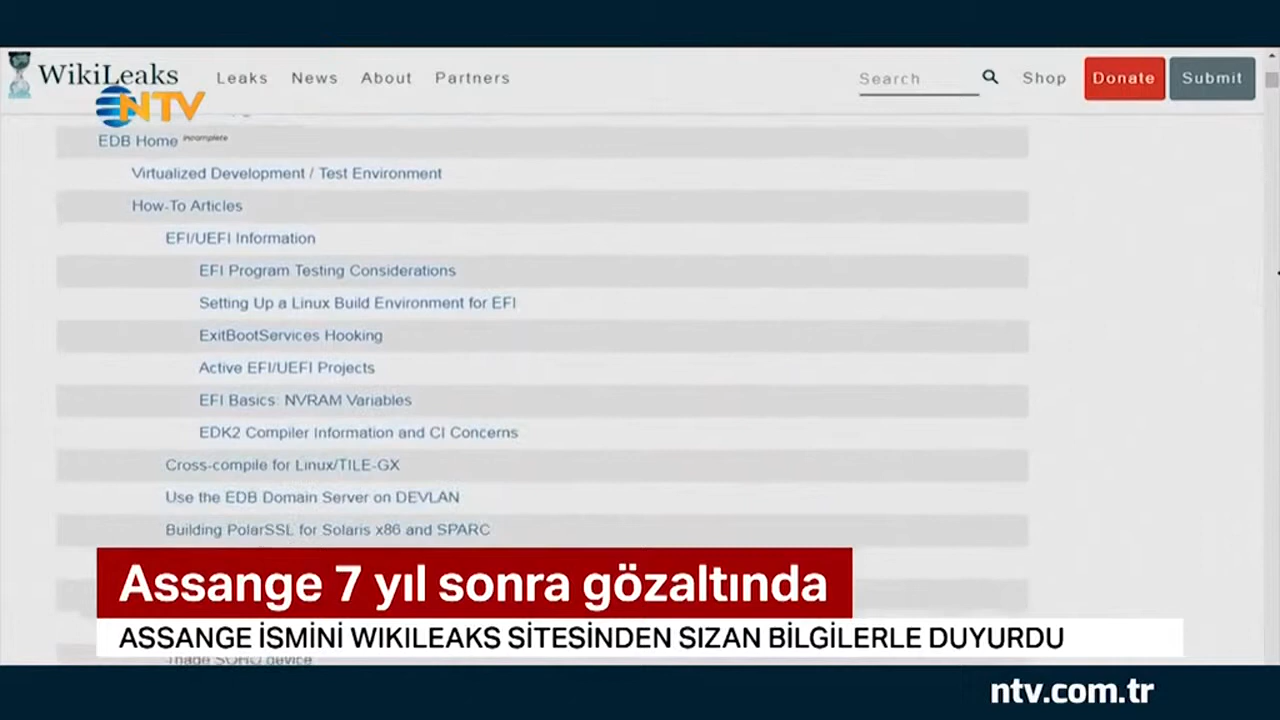 WikiLeaks Leaks News About Partners Search Shop Donate Submit
NTV
EDB Home incomplete
Virtualized Development / Test Environment
How-To Articles
EFI/UEFI Information
EFI Program Testing Considerations
Setting Up a Linux Build Environment for EFI
ExitBootServices Hooking
Active EFI/UEFI Projects
EFI Basics: NVRAM Variables
EDK2 Compiler Information and CI Concerns
Cross-compile for Linux/TILE-GX
Use the EDB Domain Server on DEVLAN
Building PolarSSL for Solaris x86 and SPARC
Assange 7 yıl sonra gözaltında
ASSANGE İSMİNİ WIKILEAKS SİTESİNDEN SIZAN BİLGİLERLE DUYURDU
Triage SOHO device
ntv.com.tr